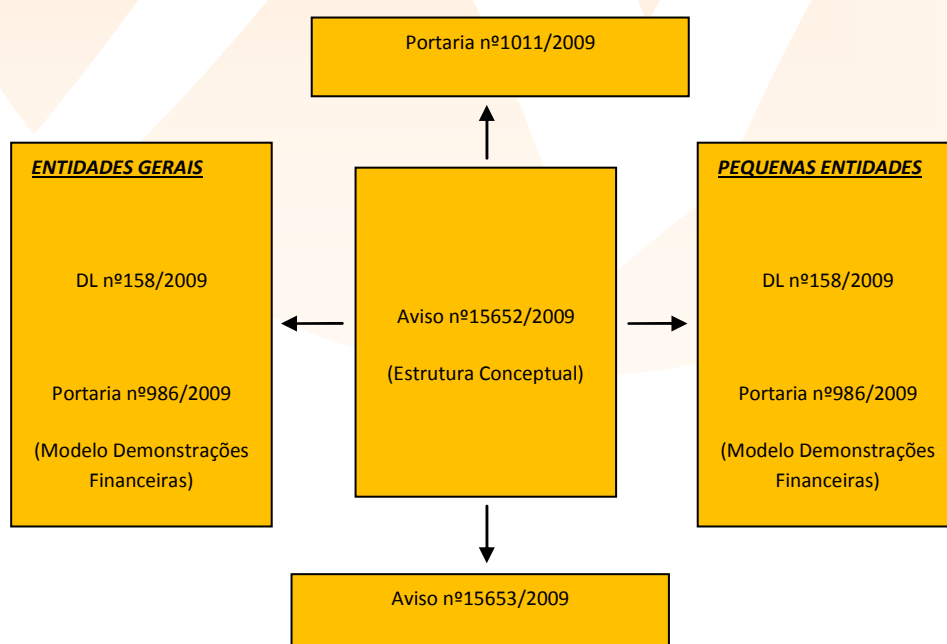 Portaria nº1011/2009
ENTIDADES GERAIS
DL nº158/2009
Portaria nº986/2009
(Modelo Demonstrações
Financeiras)
Aviso nº15652/2009
(Estrutura Conceptual)
PEQUENAS ENTIDADES
DL nº158/2009
Portaria nº986/2009
(Modelo Demonstrações
Financeiras)
Aviso nº15653/2009